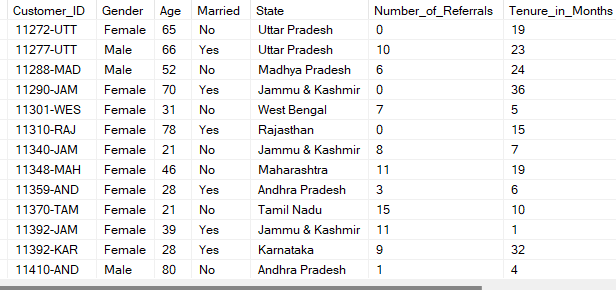 Customer_ID Gender Age Married State Number_of_Referrals Tenure_in_Months
11272-UTT Female 65 No Uttar Pradesh 0 19
11277-UTT Male 66 Yes Uttar Pradesh 10 23
11288-MAD Male 52 No Madhya Pradesh 6 24
11290-JAM Female 70 Yes Jammu & Kashmir 0 36
11301-WES Female 31 No West Bengal 7 5
11310-RAJ Female 78 Yes Rajasthan 0 15
11340-JAM Female 21 No Jammu & Kashmir 8 7
11348-MAH Female 46 No Maharashtra 11 19
11359-AND Female 28 Yes Andhra Pradesh 3 6
11370-TAM Female 21 No Tamil Nadu 15 10
11392-JAM Female 39 Yes Jammu & Kashmir 11 1
11392-KAR Female 28 Yes Karnataka 9 32
11410-AND Male 80 No Andhra Pradesh 1 4